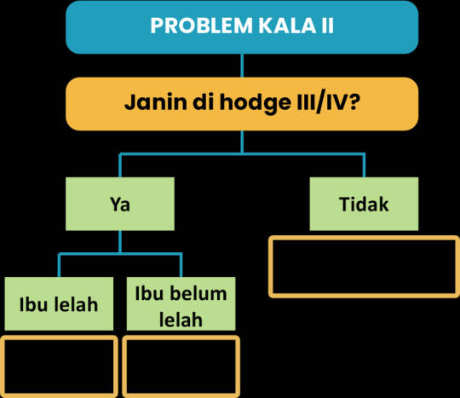 PROBLEM KALA II
Janin di hodge III/IV?
Ya
Tidak
Ibu lelah
Ibu belum
lelah